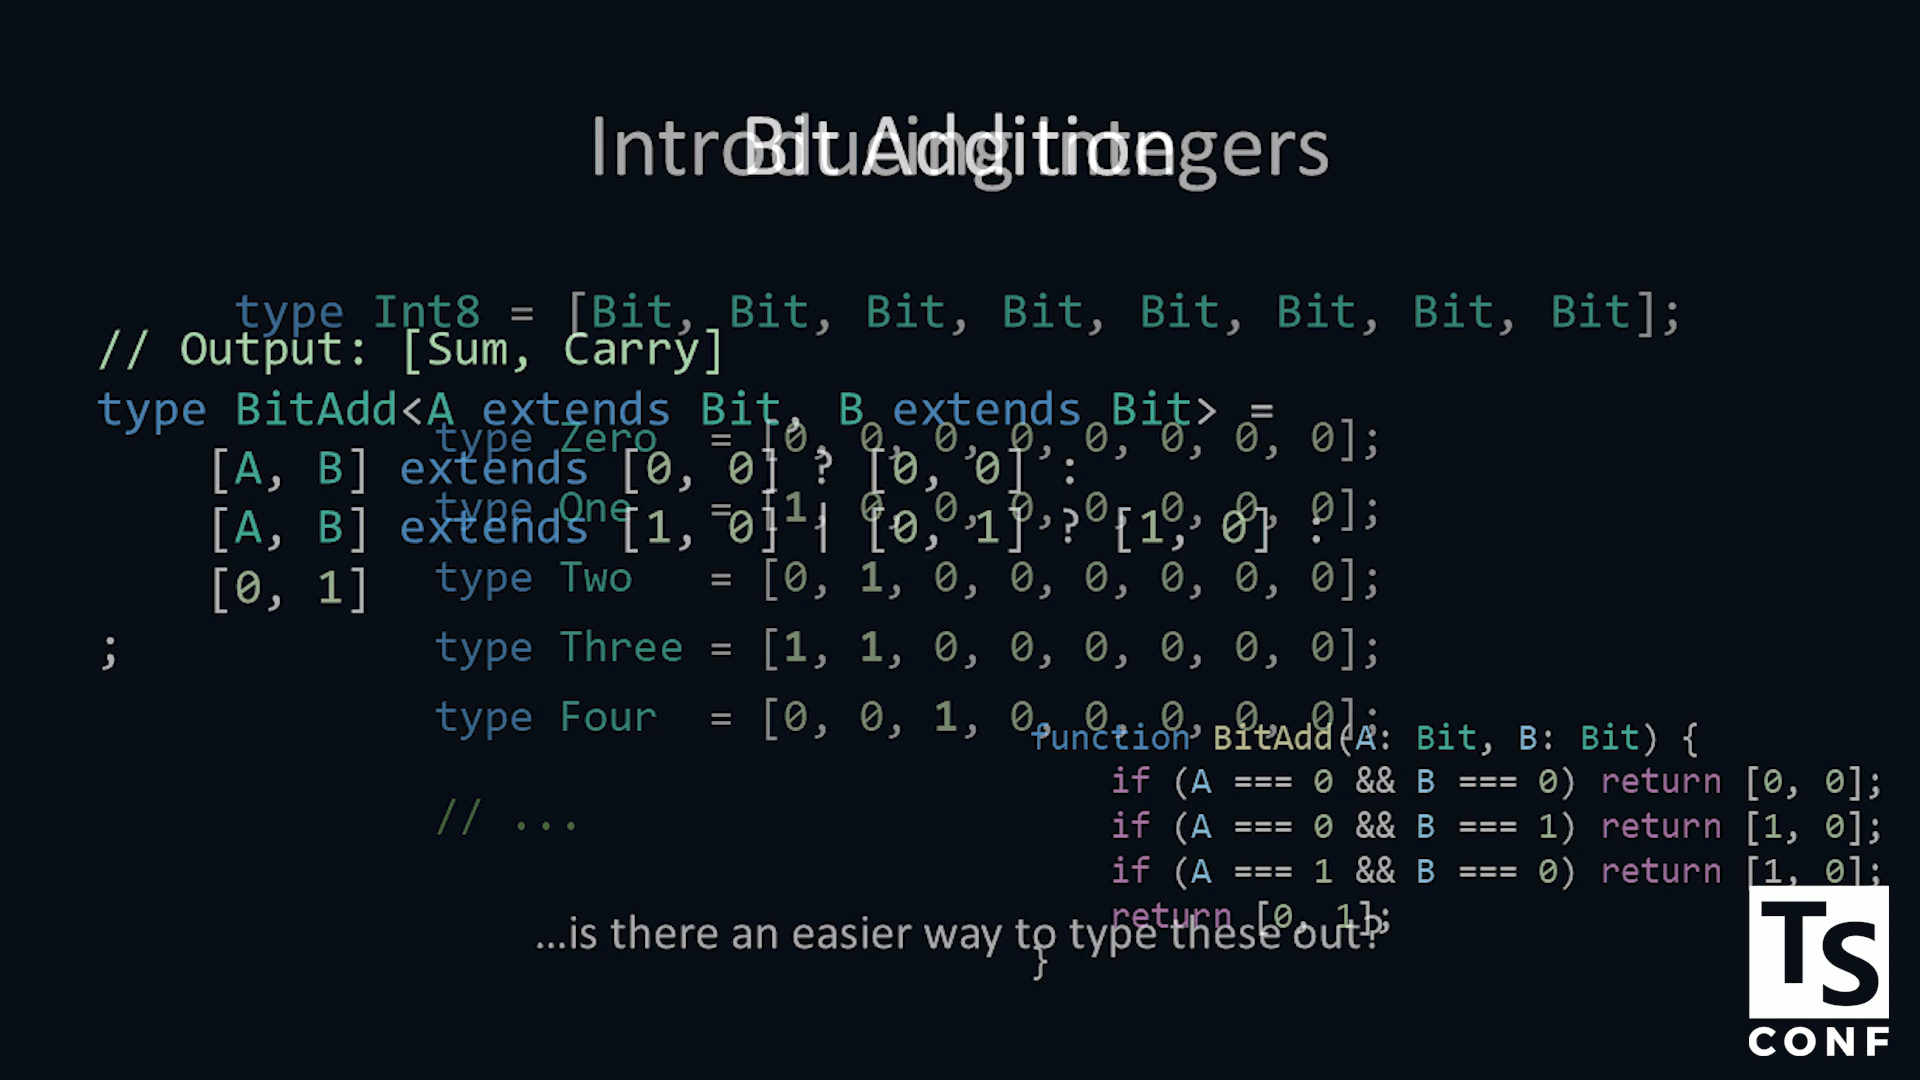 Introducing Integers
Bit Addition
type Int8 = [Bit, Bit, Bit, Bit, Bit, Bit, Bit, Bit];
// Output: [Sum, Carry]
type BitAdd<A extends Bit, B extends Bit> =
[A, B] extends [0, 0] ? [0, 0] :
[A, B] extends [1, 0] | [0, 1] ? [1, 0] :
[0, 1]
;
type Zero = [0, 0, 0, 0, 0, 0, 0, 0];
type One = [1, 0, 0, 0, 0, 0, 0, 0];
type Two = [0, 1, 0, 0, 0, 0, 0, 0];
type Three = [1, 1, 0, 0, 0, 0, 0, 0];
type Four = [0, 0, 1, 0, 0, 0, 0, 0];
// ...
function BitAdd(A: Bit, B: Bit) {
if (A === 0 && B === 0) return [0, 0];
if (A === 0 && B === 1) return [1, 0];
if (A === 1 && B === 0) return [1, 0];
return [0, 1];
}
...is there an easier way to type these out?
TS
CONF